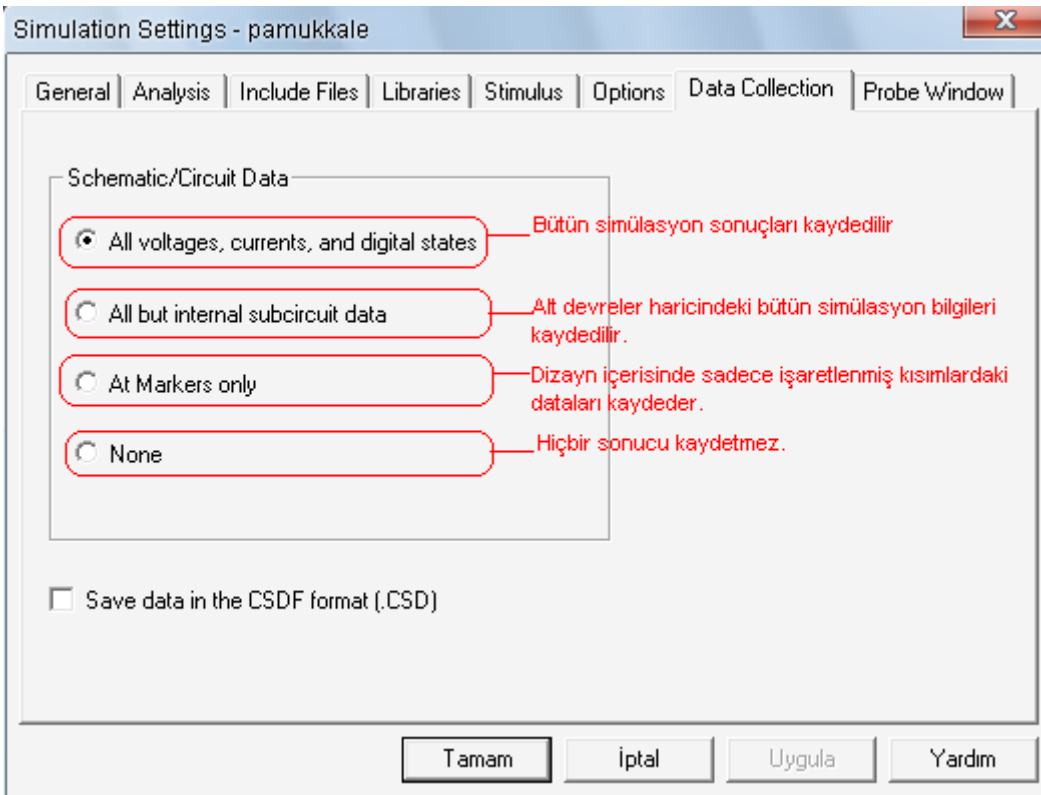 Simulation Settings - pamukkale
General
Analysis
Include Files
Libraries
Stimulus
Options
Data Collection
Probe Window
Schematic/Circuit Data
All voltages, currents, and digital states
Bütün simülasyon sonuçları kaydedilir
All but internal subcircuit data
Alt devreler haricindeki bütün simülasyon bilgileri
kaydedilir.
At Markers only
Dizayn içerisinde sadece işaretlenmiş kısımlardaki
dataları kaydeder.
None
Hiçbir sonucu kaydetmez.
Save data in the CSDF format (.CSD)
Tamam
İptal
Uygula
Yardım